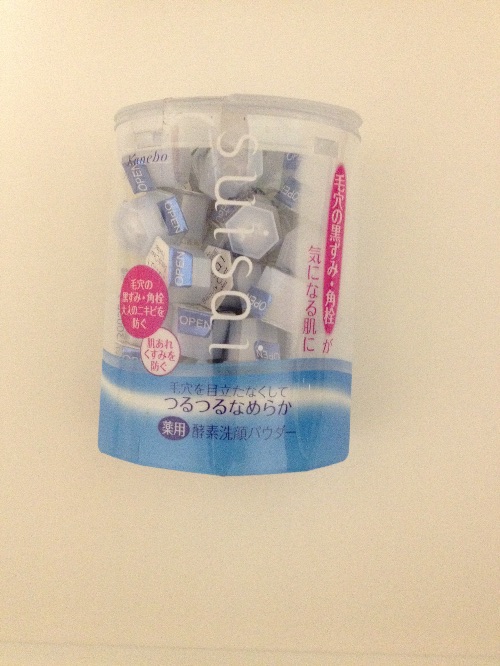 Kanebo
suisai
毛穴の黒ずみ・角栓が
気になる肌に
OPEN
OPEN
OPEN
OPEN
毛穴の
黒ずみ・角栓
大人のニキビを
防ぐ
肌あれ
くすみを
防ぐ
毛穴を目立たなくして
つるつるなめらか
薬用 酵素洗顔パウダー